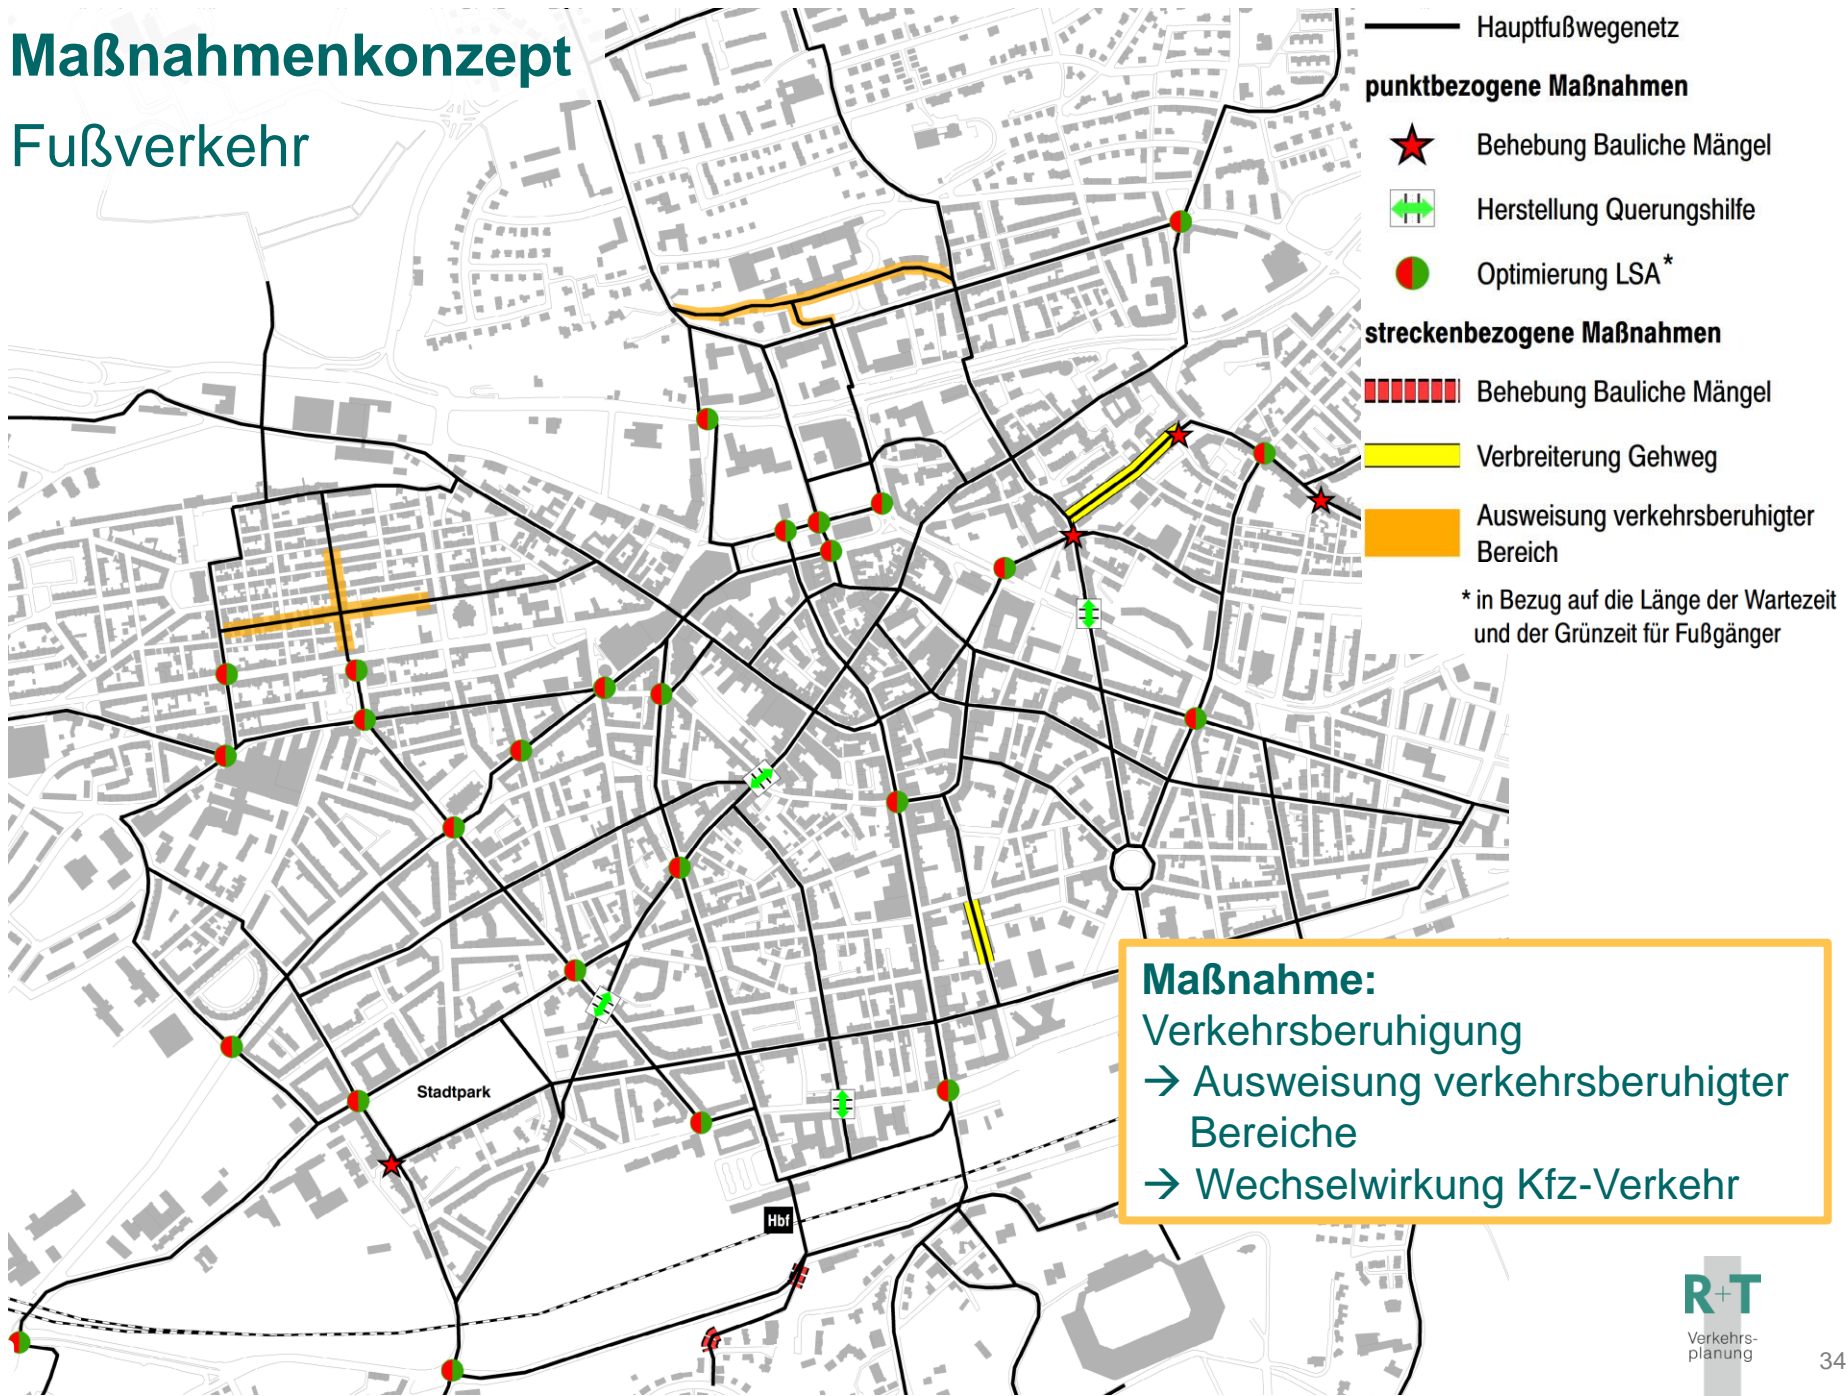 Maßnahmenkonzept
Fußverkehr
Hauptfußwegenetz
punktbezogene Maßnahmen
Behebung Bauliche Mängel
Herstellung Querungshilfe
Optimierung LSA*
streckenbezogene Maßnahmen
Behebung Bauliche Mängel
Verbreiterung Gehweg
Ausweisung verkehrsberuhigter
Bereich
* in Bezug auf die Länge der Wartezeit
und der Grünzeit für Fußgänger
Stadtpark
Hbf
Maßnahme:
Verkehrsberuhigung
→ Ausweisung verkehrsberuhigter
Bereiche
→ Wechselwirkung Kfz-Verkehr
R+T
Verkehrs-
planung
34